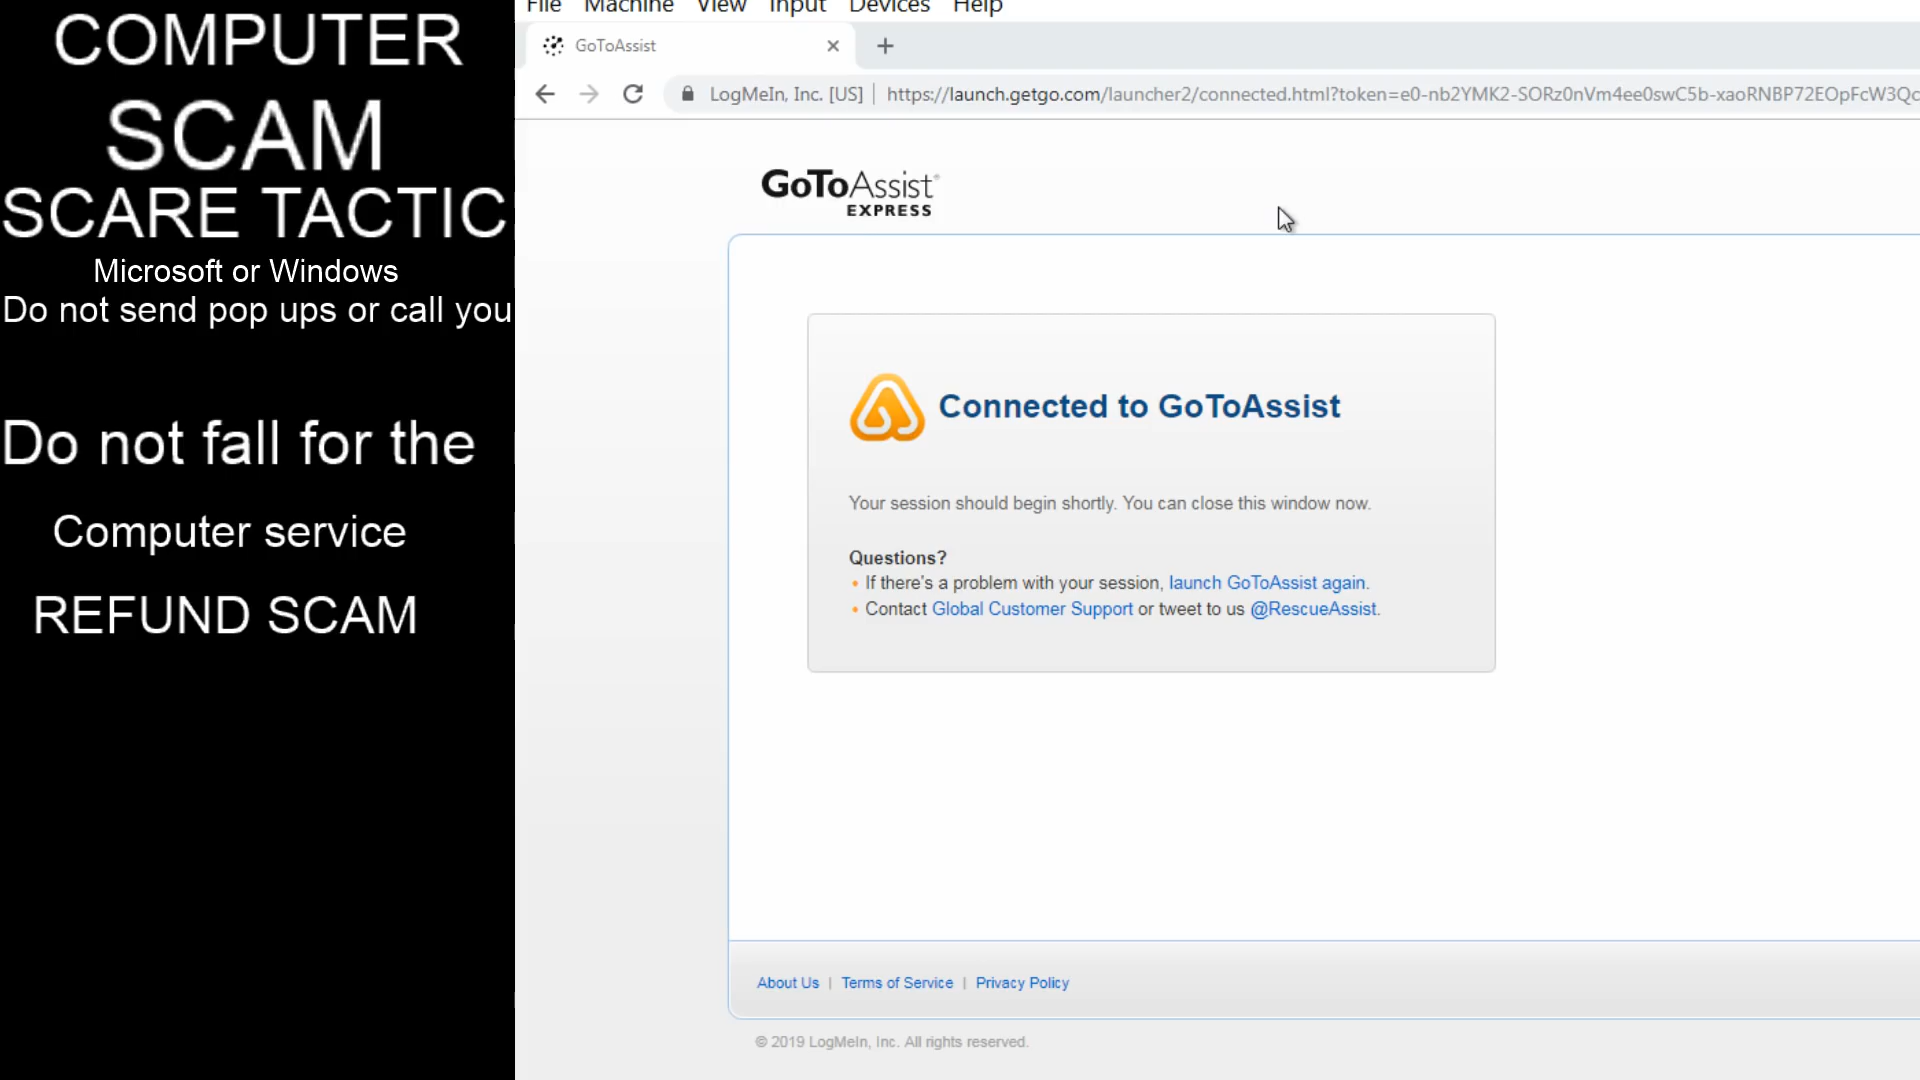 COMPUTER
SCAM
SCARE TACTIC
Microsoft or Windows
Do not send pop ups or call you
Do not fall for the
Computer service
REFUND SCAM
File Machine View Input Devices Help
GoToAssist
LogMeIn, Inc. [US] https://launch.getgo.com/launcher2/connected.html?token=e0-nb2YMK2-SORz0nVm4ee0swC5b-xaoRNBP72EOpFcW3Qc
GoToAssist®
EXPRESS
Connected to GoToAssist
Your session should begin shortly. You can close this window now.
Questions?
• If there's a problem with your session, launch GoToAssist again.
• Contact Global Customer Support or tweet to us @RescueAssist.
About Us | Terms of Service | Privacy Policy
© 2019 LogMeIn, Inc. All rights reserved.